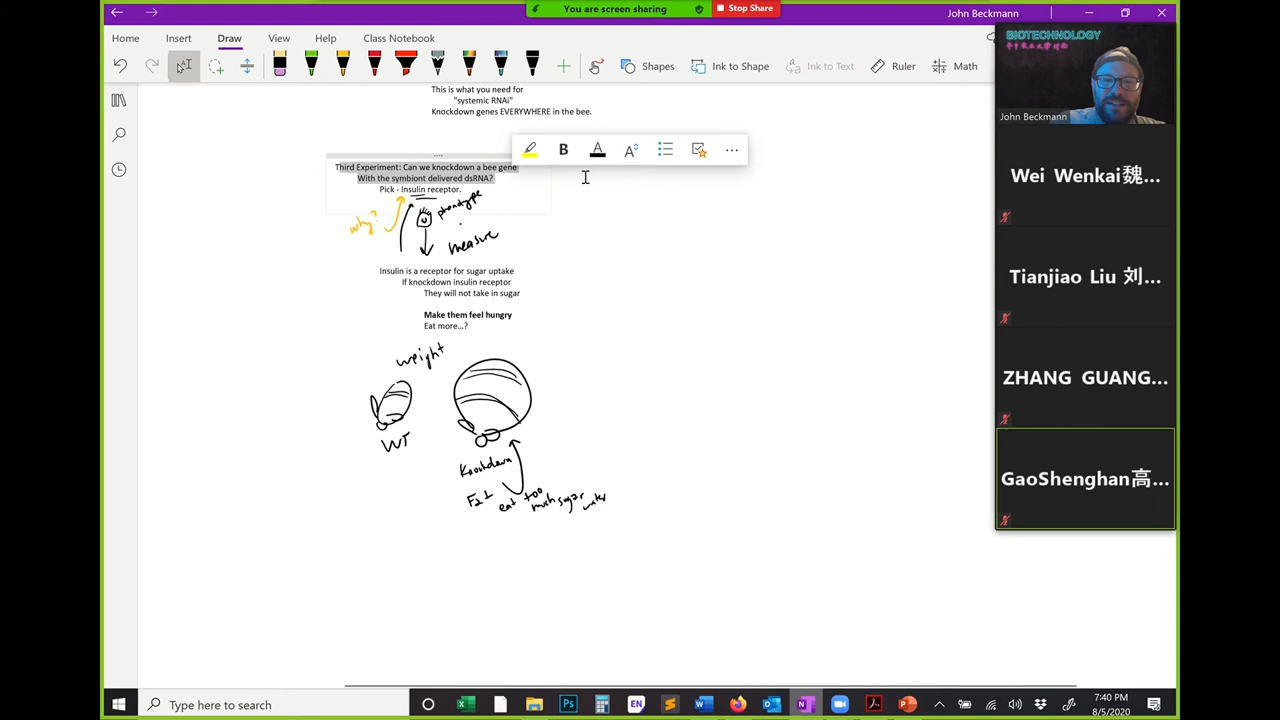 You are screen sharing
Stop Share
John Beckmann
Home
Insert
Draw
View
Help
Class Notebook
Shapes
Ink to Shape
Ink to Text
Ruler
Math
This is what you need for
"systemic RNAi"
Knockdown genes EVERYWHERE in the bee.
Third Experiment: Can we knockdown a bee gene
With the symbiont delivered dsRNA?
Pick - Insulin receptor.
why?
phenotype
measure
Insulin is a receptor for sugar uptake
If knockdown insulin receptor
They will not take in sugar
Make them feel hungry
Eat more...?
weight
WT
Knockdown
eat too
much sugar
water
BIOTECHNOLOGY
John Beckmann
Wei Wenkai魏...
Tianjiao Liu 刘...
ZHANG GUANG...
GaoShenghan高...
Type here to search
EN
7:40 PM
8/5/2020